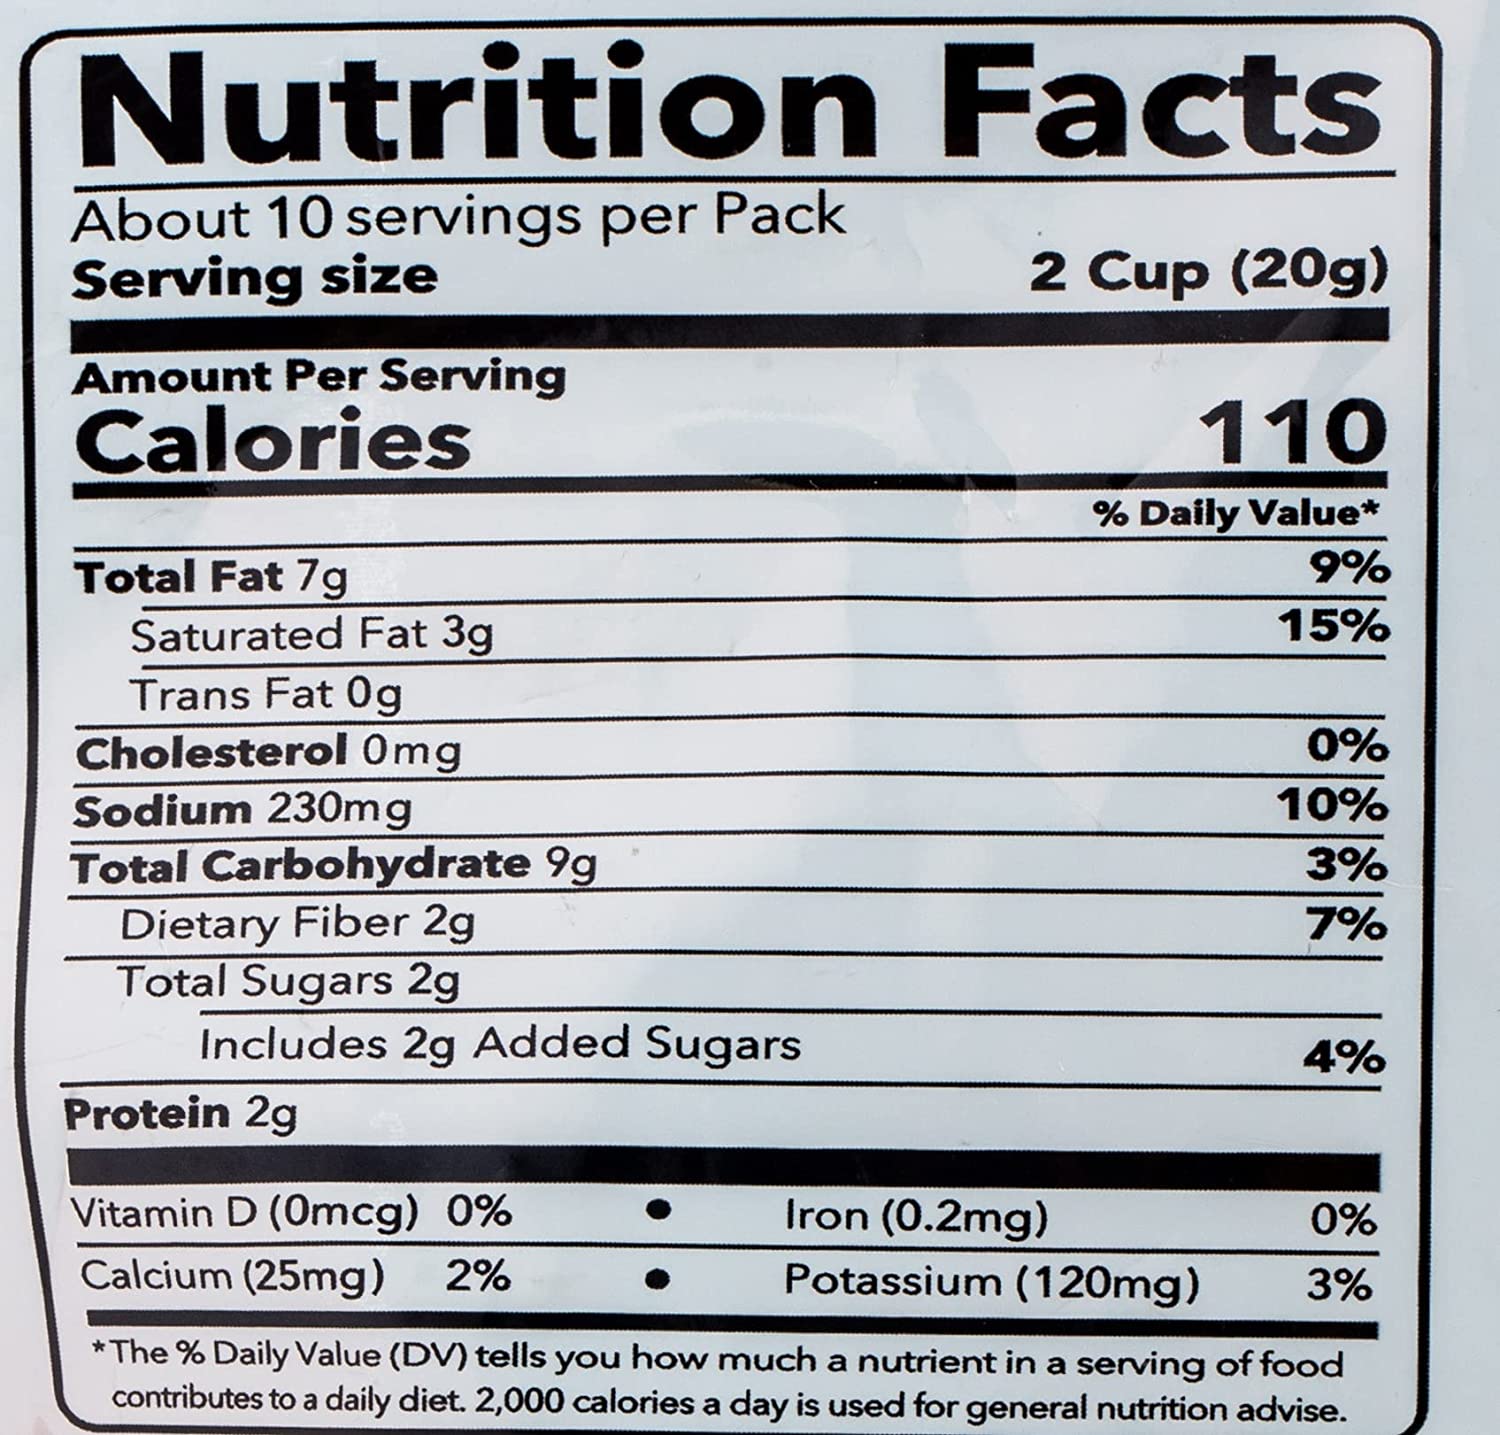 Nutrition Facts
About 10 servings per Pack
Serving size 2 Cup (20g)
Amount Per Serving
Calories 110
% Daily Value*
Total Fat 7g 9%
Saturated Fat 3g 15%
Trans Fat 0g
Cholesterol 0mg 0%
Sodium 230mg 10%
Total Carbohydrate 9g 3%
Dietary Fiber 2g 7%
Total Sugars 2g
Includes 2g Added Sugars 4%
Protein 2g
Vitamin D (0mcg) 0% • Iron (0.2mg) 0%
Calcium (25mg) 2% • Potassium (120mg) 3%
*The % Daily Value (DV) tells you how much a nutrient in a serving of food
contributes to a daily diet. 2,000 calories a day is used for general nutrition advise.